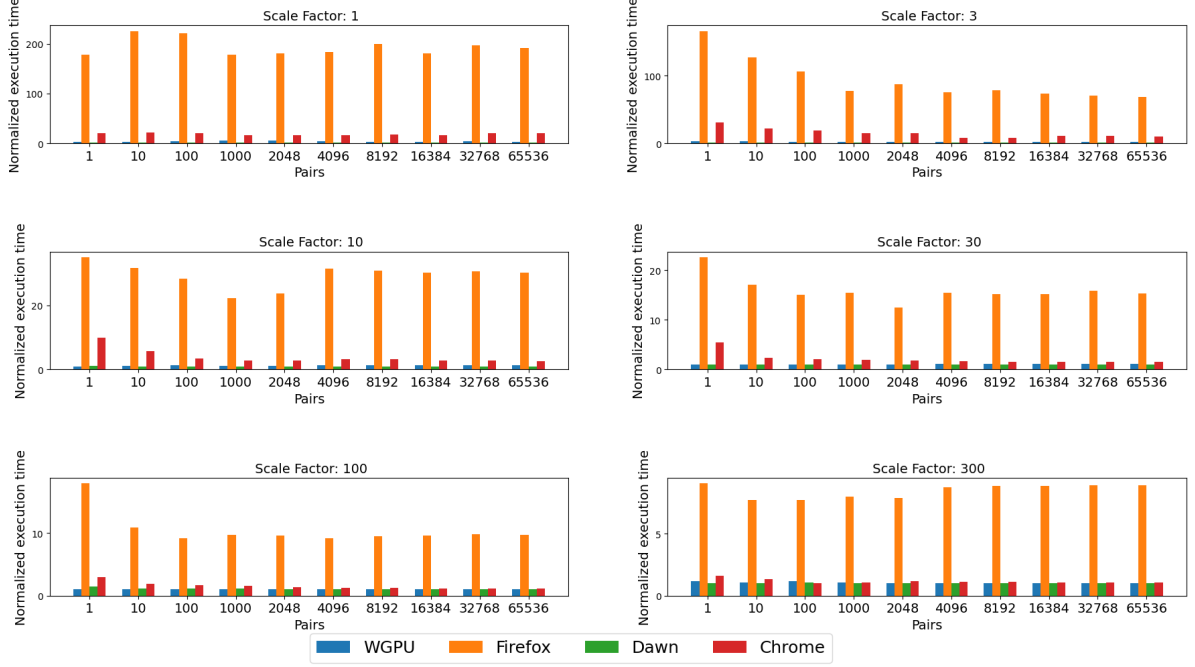 Scale Factor: 1
Normalized execution time
200
100
0
1 10 100 1000 2048 4096 8192 16384 32768 65536
Pairs
Scale Factor: 3
Normalized execution time
100
0
1 10 100 1000 2048 4096 8192 16384 32768 65536
Pairs
Scale Factor: 10
Normalized execution time
20
0
1 10 100 1000 2048 4096 8192 16384 32768 65536
Pairs
Scale Factor: 30
Normalized execution time
20
10
0
1 10 100 1000 2048 4096 8192 16384 32768 65536
Pairs
Scale Factor: 100
Normalized execution time
10
0
1 10 100 1000 2048 4096 8192 16384 32768 65536
Pairs
Scale Factor: 300
Normalized execution time
5
0
1 10 100 1000 2048 4096 8192 16384 32768 65536
Pairs
WGPU Firefox Dawn Chrome